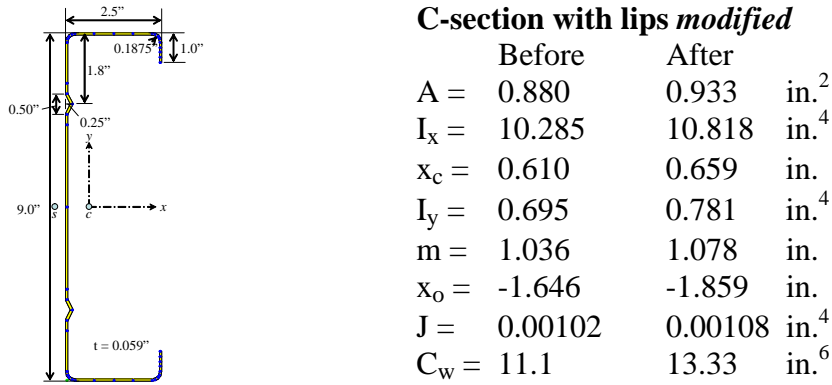 2.5”
0.1875”
1.0”
1.8”
0.50”
0.25”
y
9.0”
s
c
x
t = 0.059”
C-section with lips modified
Before After
A = 0.880 0.933 in.²
Iₓ = 10.285 10.818 in.⁴
x_c = 0.610 0.659 in.
I_y = 0.695 0.781 in.⁴
m = 1.036 1.078 in.
xₒ = -1.646 -1.859 in.
J = 0.00102 0.00108 in.⁴
C_w = 11.1 13.33 in.⁶